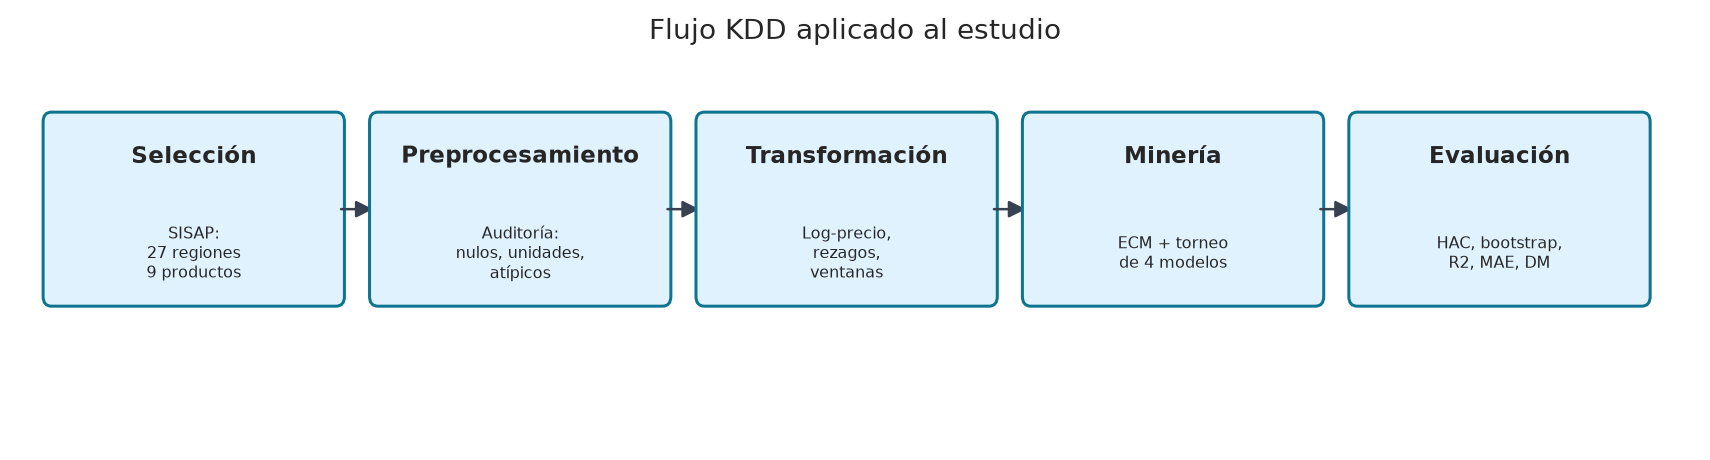 Flujo KDD aplicado al estudio
Selección
SISAP:
27 regiones
9 productos
Preprocesamiento
Auditoría:
nulos, unidades,
atípicos
Transformación
Log-precio,
rezagos,
ventanas
Minería
ECM + torneo
de 4 modelos
Evaluación
HAC, bootstrap,
R2, MAE, DM